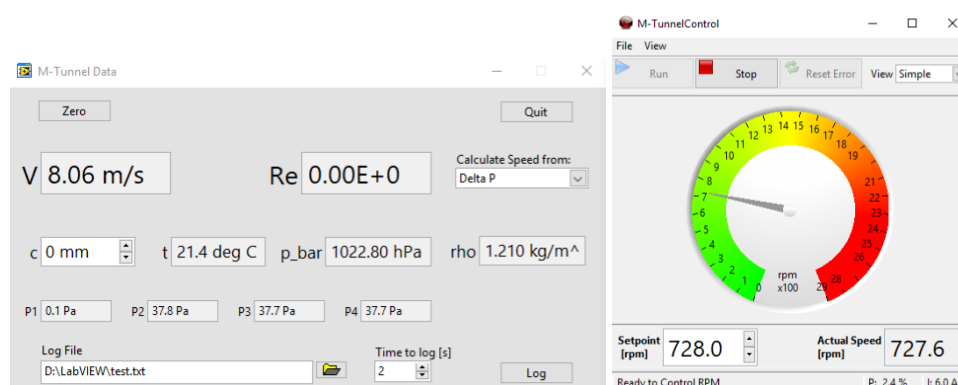 M-Tunnel Data
Zero
Quit
V 8.06 m/s
Re 0.00E+0
Calculate Speed from:
Delta P
c 0 mm
t 21.4 deg C
p_bar 1022.80 hPa
rho 1.210 kg/m^
P1 0.1 Pa
P2 37.8 Pa
P3 37.7 Pa
P4 37.7 Pa
Log File
D:\LabVIEW\test.txt
Time to log [s]
2
Log
M-TunnelControl
File View
Run
Stop
Reset Error
View Simple
0 1 2 3 4 5 6 7 8 9 10 11 12 13 14 15 16 17 18 19 21 22 23 24 25 26 28 29
rpm
x100
Setpoint
[rpm]
728.0
Actual Speed
[rpm]
727.6
Ready to Control RPM
P: 2.4 % I: 6.0 A